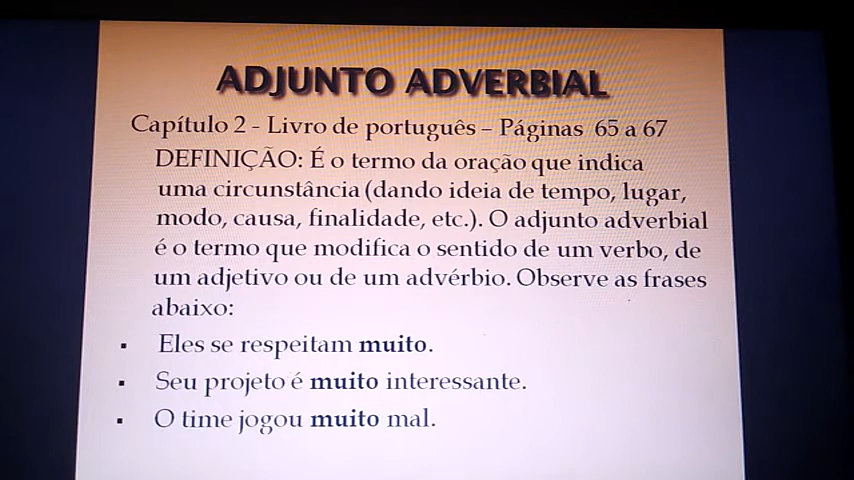 ADJUNTO ADVERBIAL
Capítulo 2 - Livro de português – Páginas 65 a 67
DEFINIÇÃO: É o termo da oração que indica
uma circunstância (dando ideia de tempo, lugar,
modo, causa, finalidade, etc.). O adjunto adverbial
é o termo que modifica o sentido de um verbo, de
um adjetivo ou de um advérbio. Observe as frases
abaixo:
▪ Eles se respeitam muito.
▪ Seu projeto é muito interessante.
▪ O time jogou muito mal.